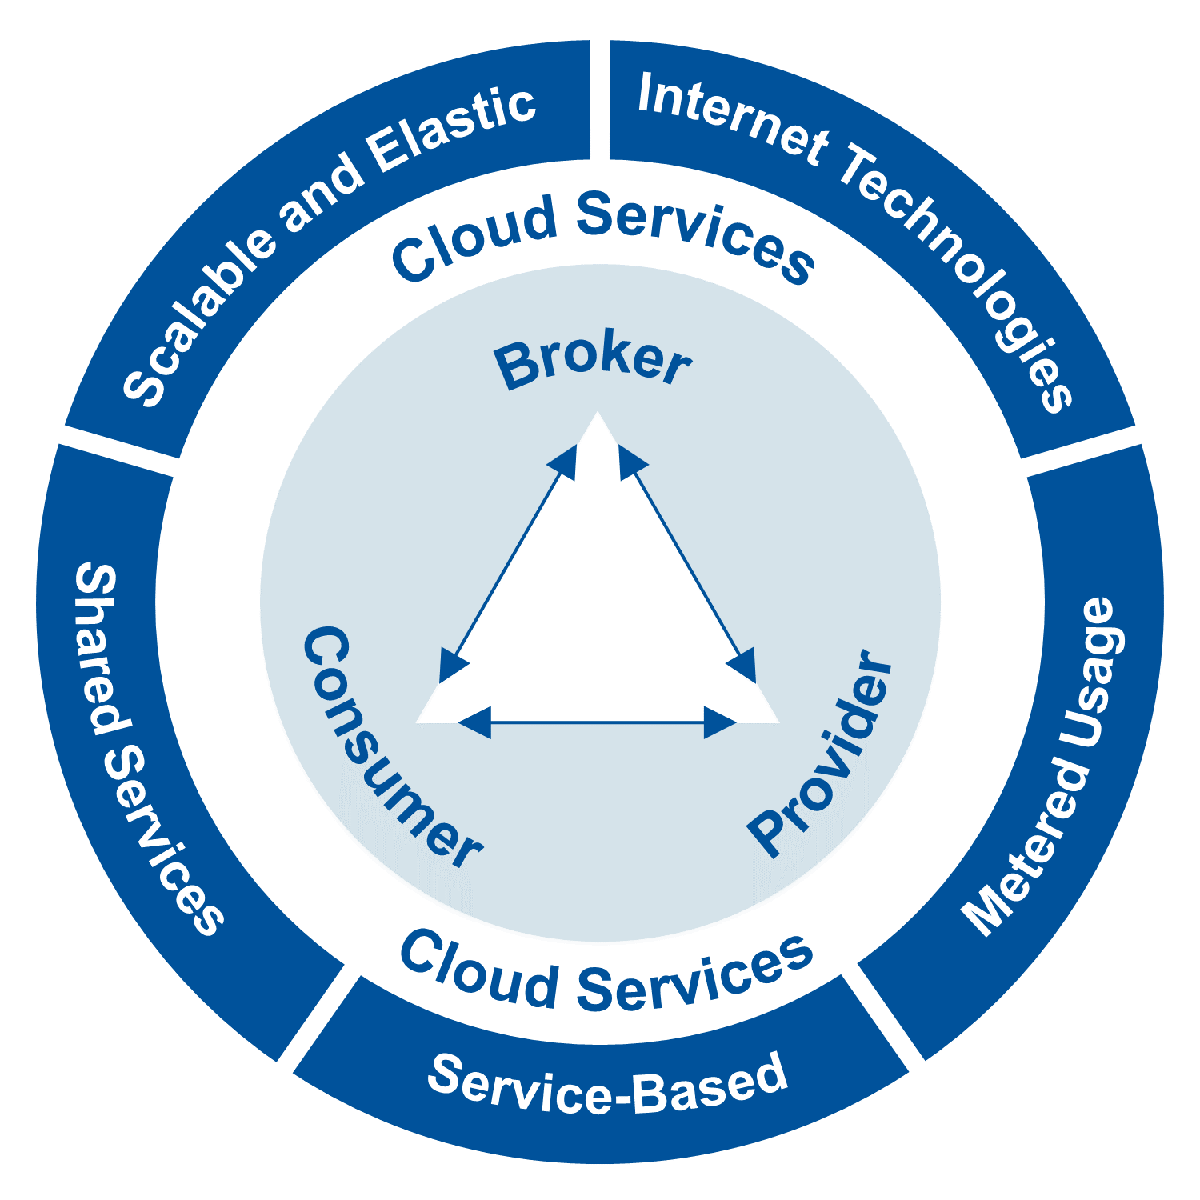 Scalable and Elastic
Internet Technologies
Cloud Services
Broker
Consumer
Provider
Shared Services
Metered Usage
Cloud Services
Service-Based